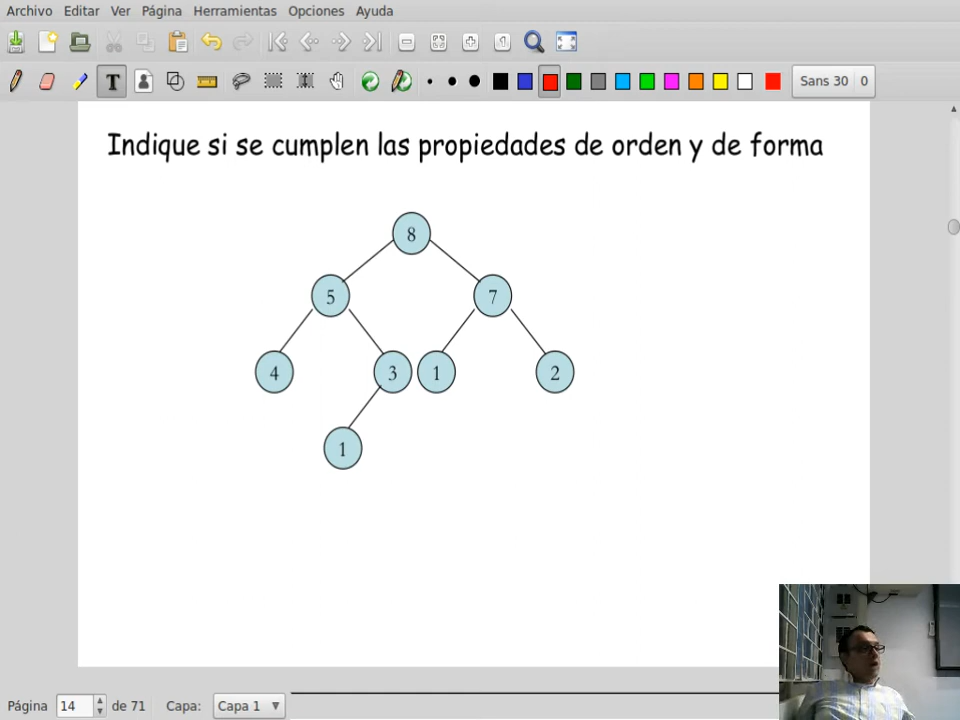 Archivo Editar Ver Página Herramientas Opciones Ayuda
T Sans 30 0
Indique si se cumplen las propiedades de orden y de forma
8
5 7
4 3 1 2
1
Página 14 de 71 Capa: Capa 1